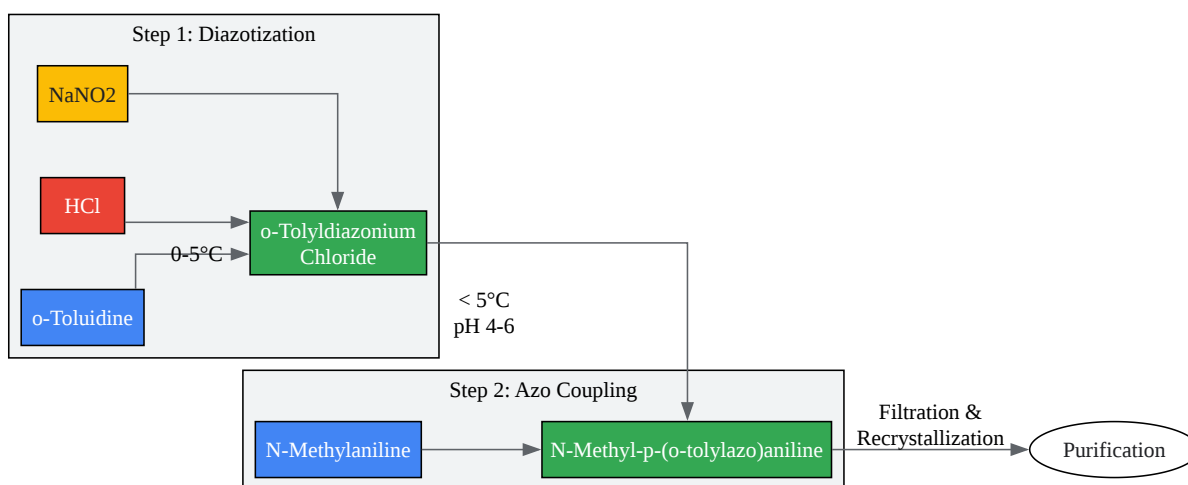 Step 1: Diazotization
NaNO2
HCl
o-Tolyldiazonium
Chloride
0-5°C
o-Toluidine
< 5°C
pH 4-6
Step 2: Azo Coupling
N-Methylaniline
N-Methyl-p-(o-tolylazo)aniline
Filtration &
Recrystallization
Purification